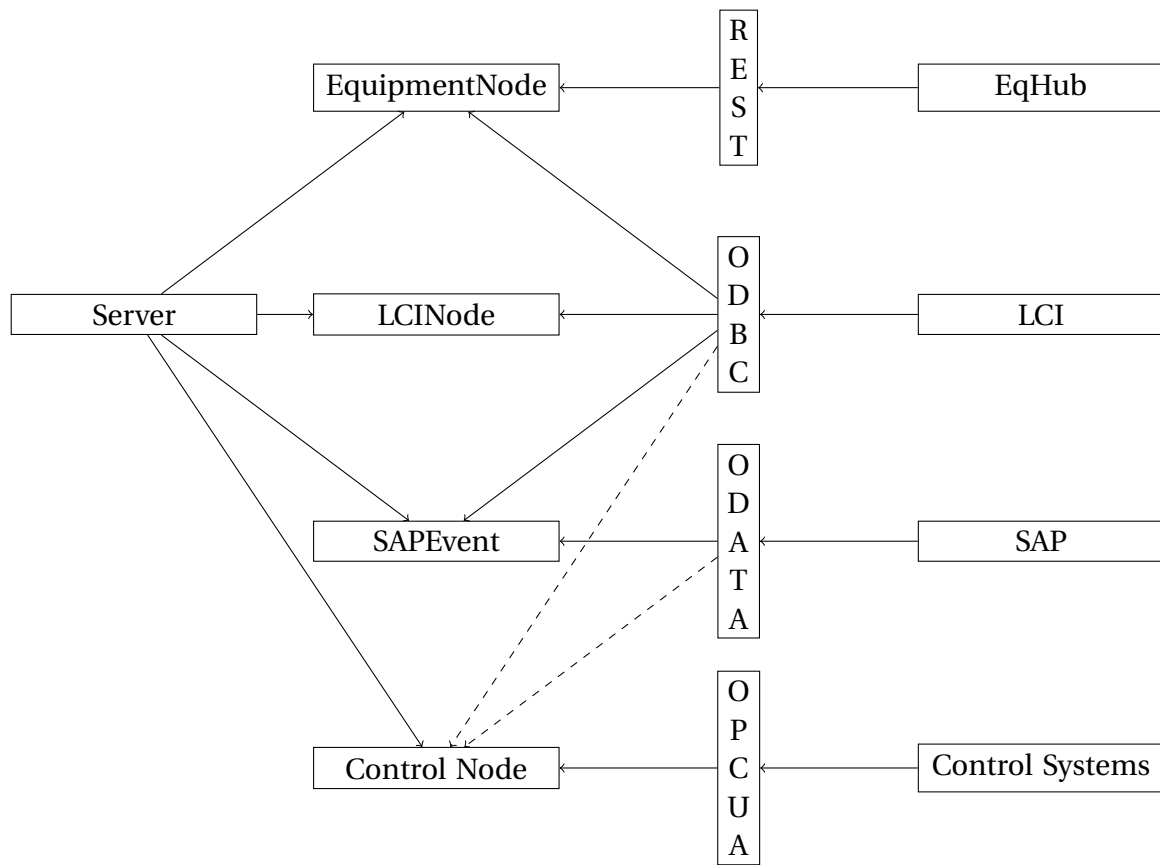 R
E
S
T
EquipmentNode
EqHub
O
D
B
C
Server
LCINode
LCI
O
D
A
T
A
SAPEvent
SAP
O
P
C
U
A
Control Node
Control Systems